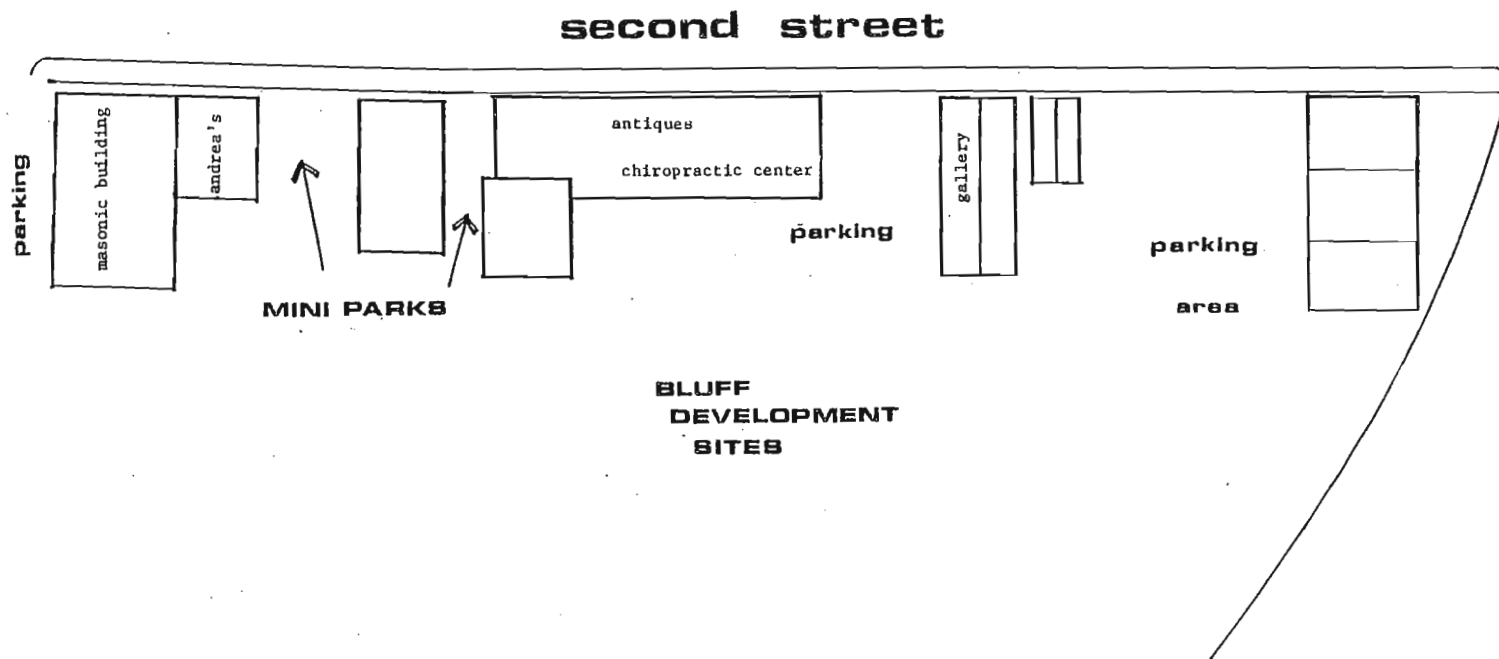 second street
parking
masonic building
andrea's
antiques
chiropractic center
gallery
parking
parking
area
MINI PARKS
BLUFF
DEVELOPMENT
SITES